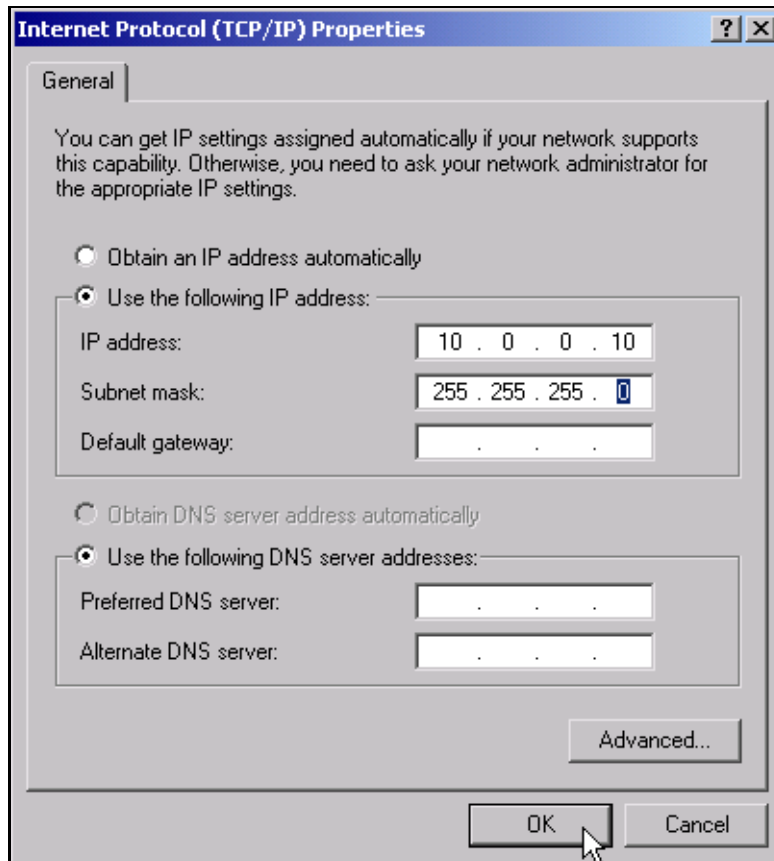 Internet Protocol (TCP/IP) Properties
General
You can get IP settings assigned automatically if your network supports
this capability. Otherwise, you need to ask your network administrator for
the appropriate IP settings.
Obtain an IP address automatically
Use the following IP address:
IP address: 10 . 0 . 0 . 10
Subnet mask: 255 . 255 . 255 . 0
Default gateway: . . .
Obtain DNS server address automatically
Use the following DNS server addresses:
Preferred DNS server: . . .
Alternate DNS server: . . .
Advanced...
OK Cancel